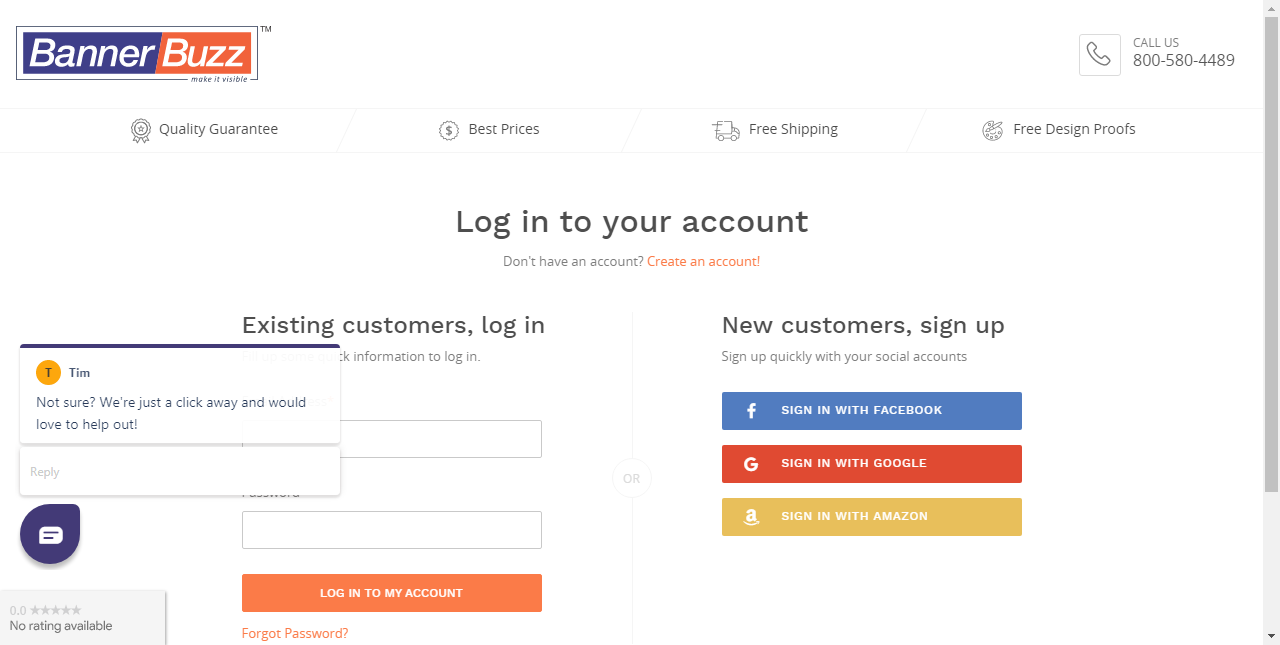 BannerBuzz™
make it visible
CALL US
800-580-4489
Quality Guarantee
Best Prices
Free Shipping
Free Design Proofs
Log in to your account
Don't have an account? Create an account!
Existing customers, log in
quick information to log in.
Tim
Not sure? We're just a click away and would
love to help out!
Reply
Password
LOG IN TO MY ACCOUNT
Forgot Password?
OR
New customers, sign up
Sign up quickly with your social accounts
SIGN IN WITH FACEBOOK
SIGN IN WITH GOOGLE
SIGN IN WITH AMAZON
0.0 ★★★★★
No rating available